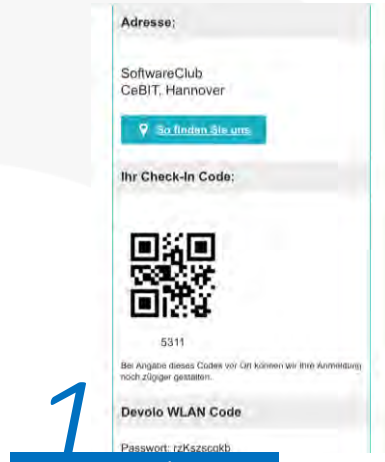 Adresse:
SoftwareClub
CeBIT, Hannover
So finden Sie uns
Ihr Check-In Code:
5311
Bei Angabe dieses Codes vor Ort können wir Ihre Anmeldung
noch zügiger gestalten.
Devolo WLAN Code
Passwort:
1